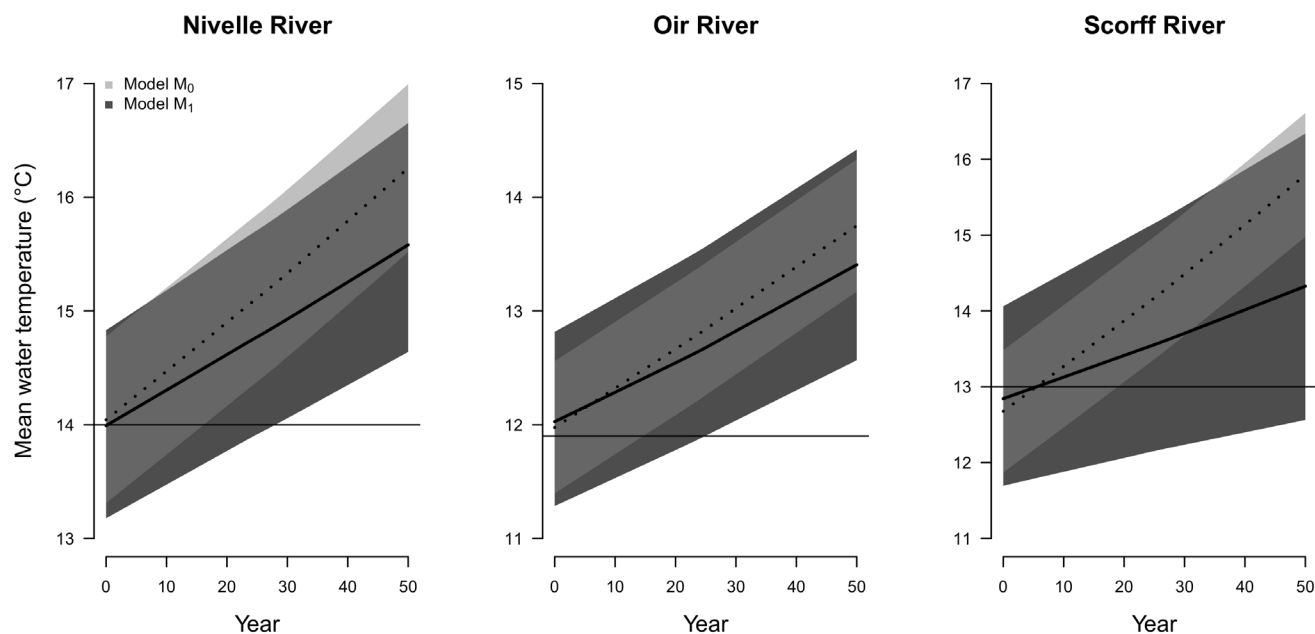 Nivelle River
Oir River
Scorff River
Model M₀
Model M₁
Mean water temperature (°C)
17
16
15
14
13
0 10 20 30 40 50
Year
15
14
13
12
11
0 10 20 30 40 50
Year
17
16
15
14
13
12
11
0 10 20 30 40 50
Year